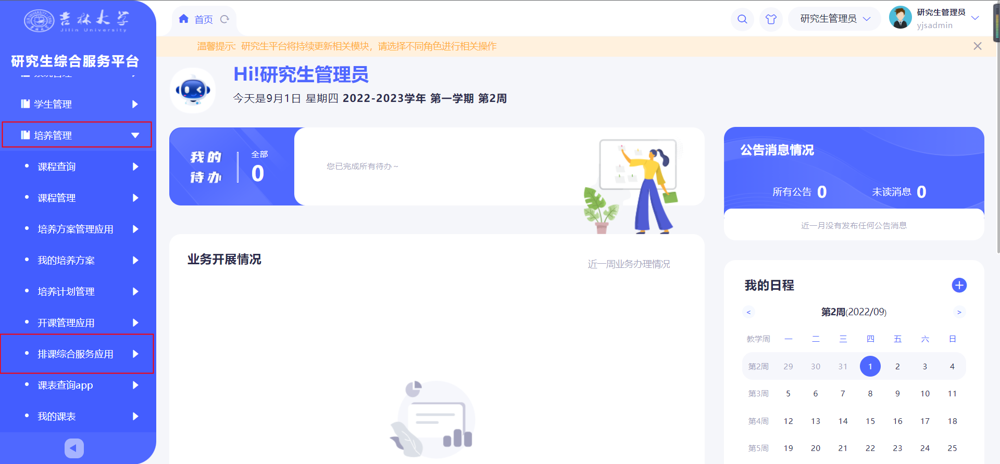 吉林大学
Jilin University
研究生综合服务平台
学生管理
培养管理
课程查询
课程管理
培养方案管理应用
我的培养方案
培养计划管理
开课管理应用
排课综合服务应用
课表查询app
我的课表
首页
研究生管理员
研究生管理员
yjsadmin
温馨提示：研究生平台将持续更新相关模块，请选择不同角色进行相关操作
Hi!研究生管理员
今天是9月1日 星期四 2022-2023学年 第一学期 第2周
我的
待办
全部
0
您已完成所有待办~
公告消息情况
所有公告 0 未读消息 0
近一月没有发布任何公告消息
业务开展情况
近一周业务办理情况
我的日程
< 第2周(2022/09) >
教学周 一 二 三 四 五 六 日
第2周 29 30 31 1 2 3 4
第3周 5 6 7 8 9 10 11
第4周 12 13 14 15 16 17 18
第5周 19 20 21 22 23 24 25